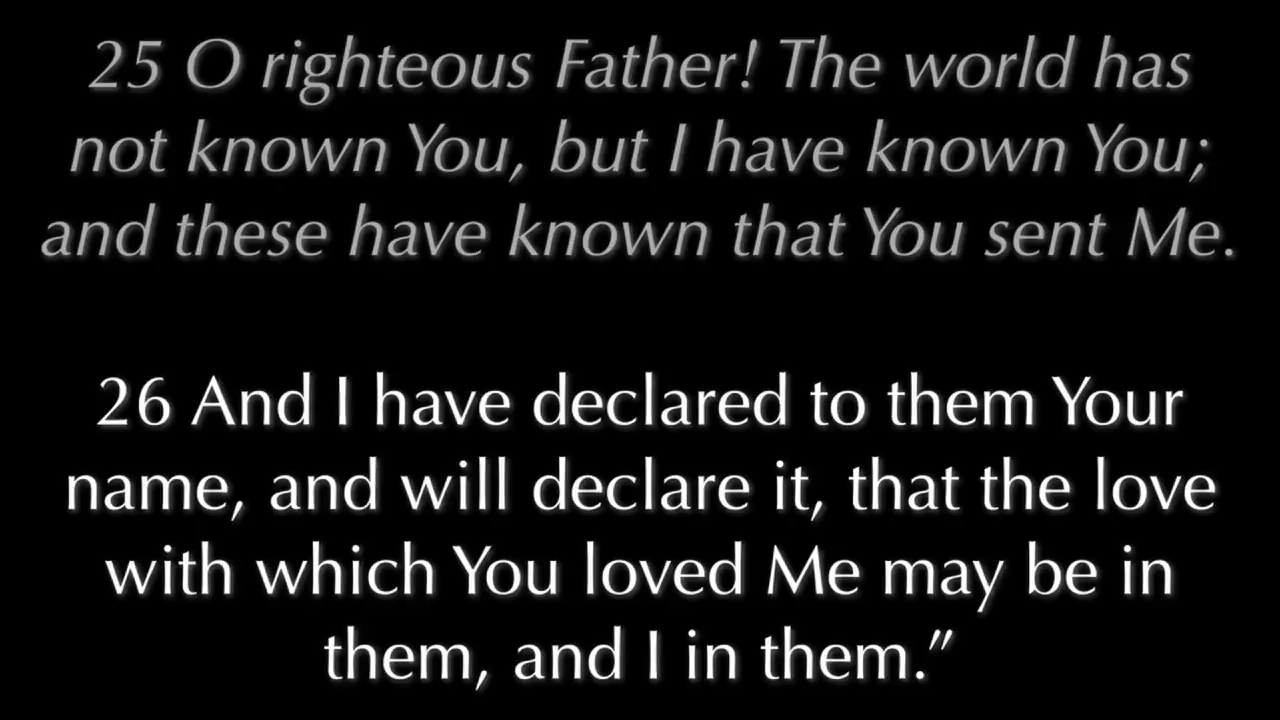 25 O righteous Father! The world has
not known You, but I have known You;
and these have known that You sent Me.
26 And I have declared to them Your
name, and will declare it, that the love
with which You loved Me may be in
them, and I in them.”